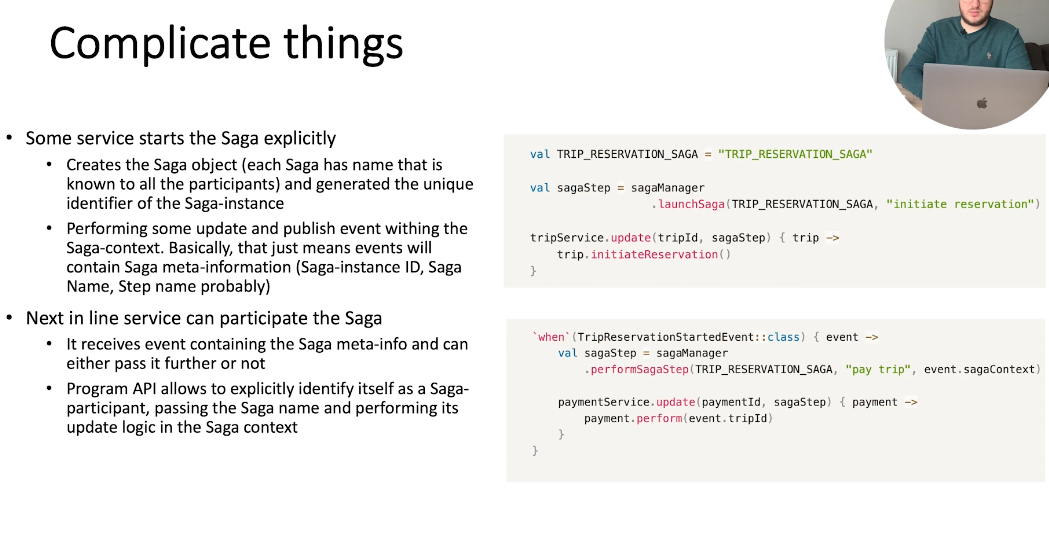 Complicate things
• Some service starts the Saga explicitly
• Creates the Saga object (each Saga has name that is
known to all the participants) and generated the unique
identifier of the Saga-instance
• Performing some update and publish event withing the
Saga-context. Basically, that just means events will
contain Saga meta-information (Saga-instance ID, Saga
Name, Step name probably)
• Next in line service can participate the Saga
• It receives event containing the Saga meta-info and can
either pass it further or not
• Program API allows to explicitly identify itself as a Saga-
participant, passing the Saga name and performing its
update logic in the Saga context
val TRIP_RESERVATION_SAGA = "TRIP_RESERVATION_SAGA"
val sagaStep = sagaManager
.launchSaga(TRIP_RESERVATION_SAGA, "initiate reservation")
tripService.update(tripId, sagaStep) { trip ->
trip.initiateReservation()
}
`when`(TripReservationStartedEvent::class) { event ->
val sagaStep = sagaManager
.performSagaStep(TRIP_RESERVATION_SAGA, "pay trip", event.sagaContext)
paymentService.update(paymentId, sagaStep) { payment ->
payment.perform(event.tripId)
}
}